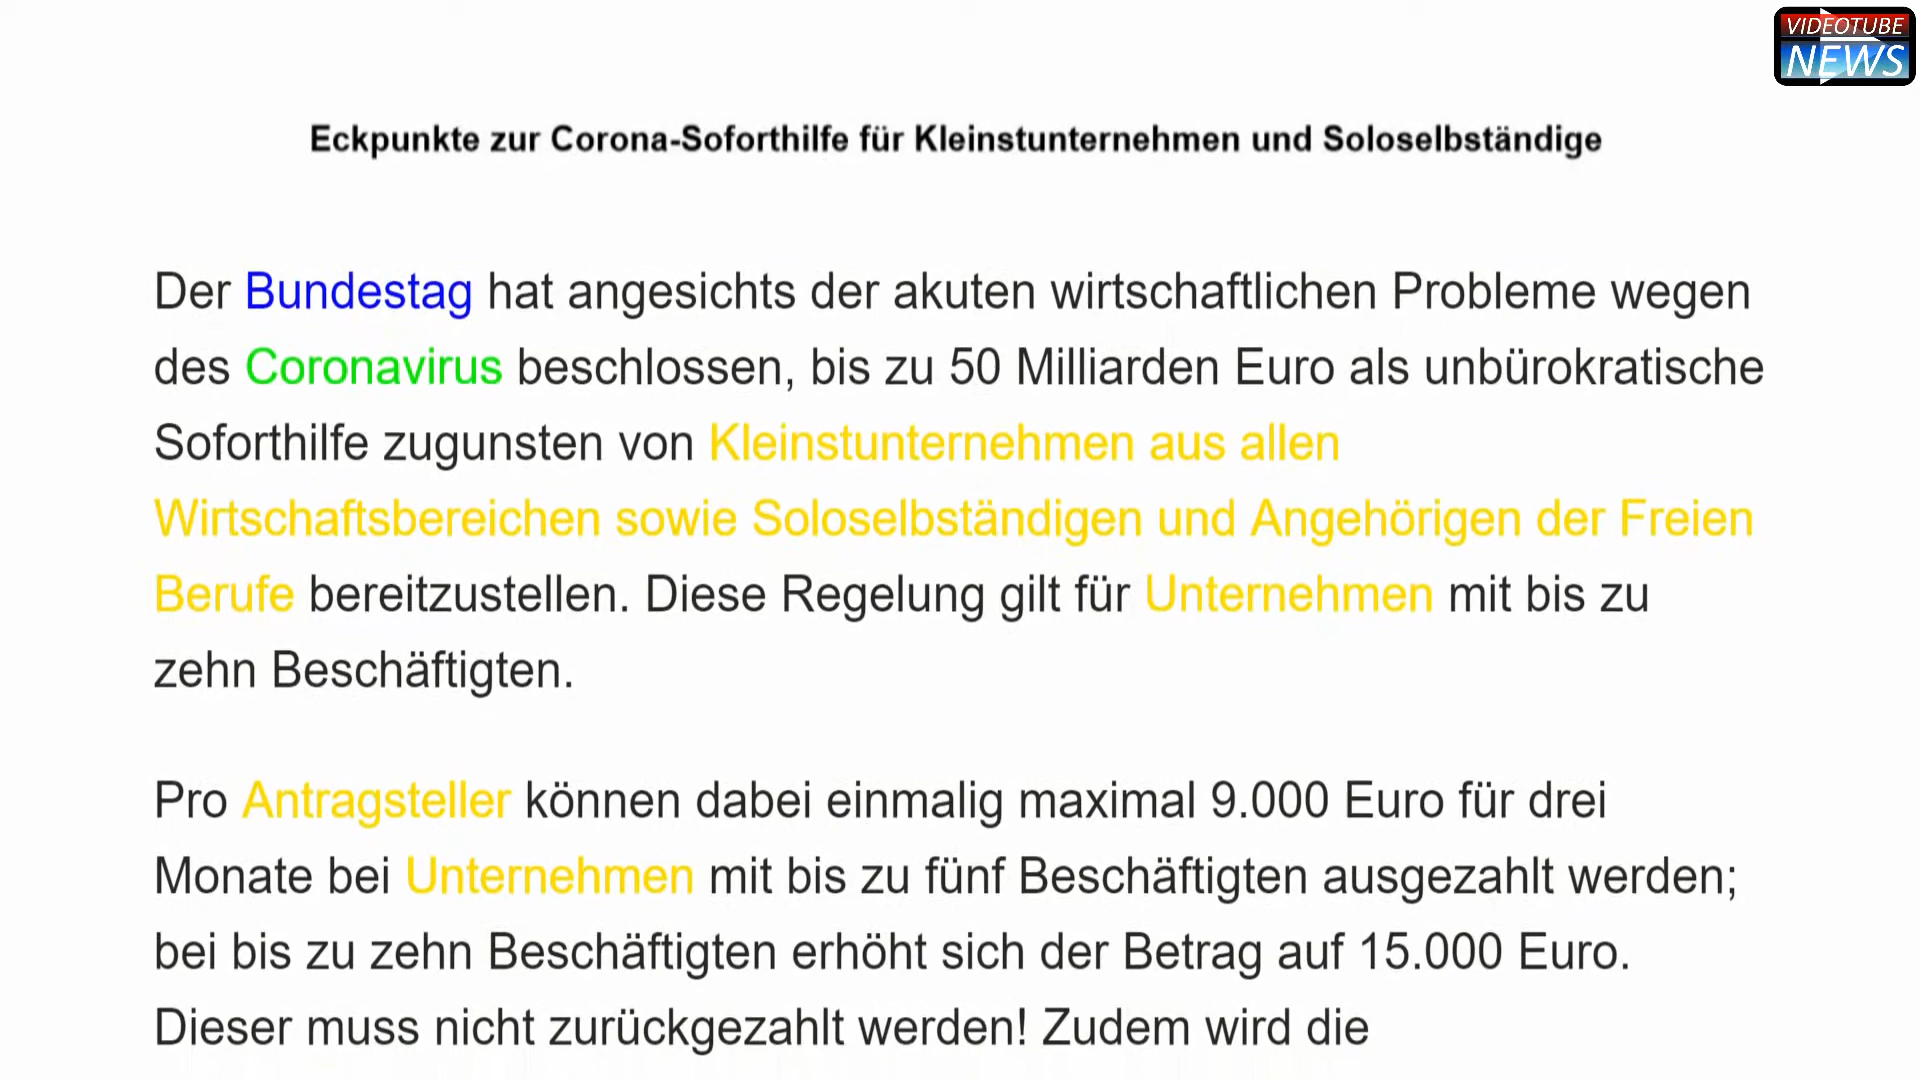 VIDEOTUBE
NEWS
Eckpunkte zur Corona-Soforthilfe für Kleinstunternehmen und Soloselbständige
Der Bundestag hat angesichts der akuten wirtschaftlichen Probleme wegen
des Coronavirus beschlossen, bis zu 50 Milliarden Euro als unbürokratische
Soforthilfe zugunsten von Kleinstunternehmen aus allen
Wirtschaftsbereichen sowie Soloselbständigen und Angehörigen der Freien
Berufe bereitzustellen. Diese Regelung gilt für Unternehmen mit bis zu
zehn Beschäftigten.
Pro Antragsteller können dabei einmalig maximal 9.000 Euro für drei
Monate bei Unternehmen mit bis zu fünf Beschäftigten ausgezahlt werden;
bei bis zu zehn Beschäftigten erhöht sich der Betrag auf 15.000 Euro.
Dieser muss nicht zurückgezahlt werden! Zudem wird die